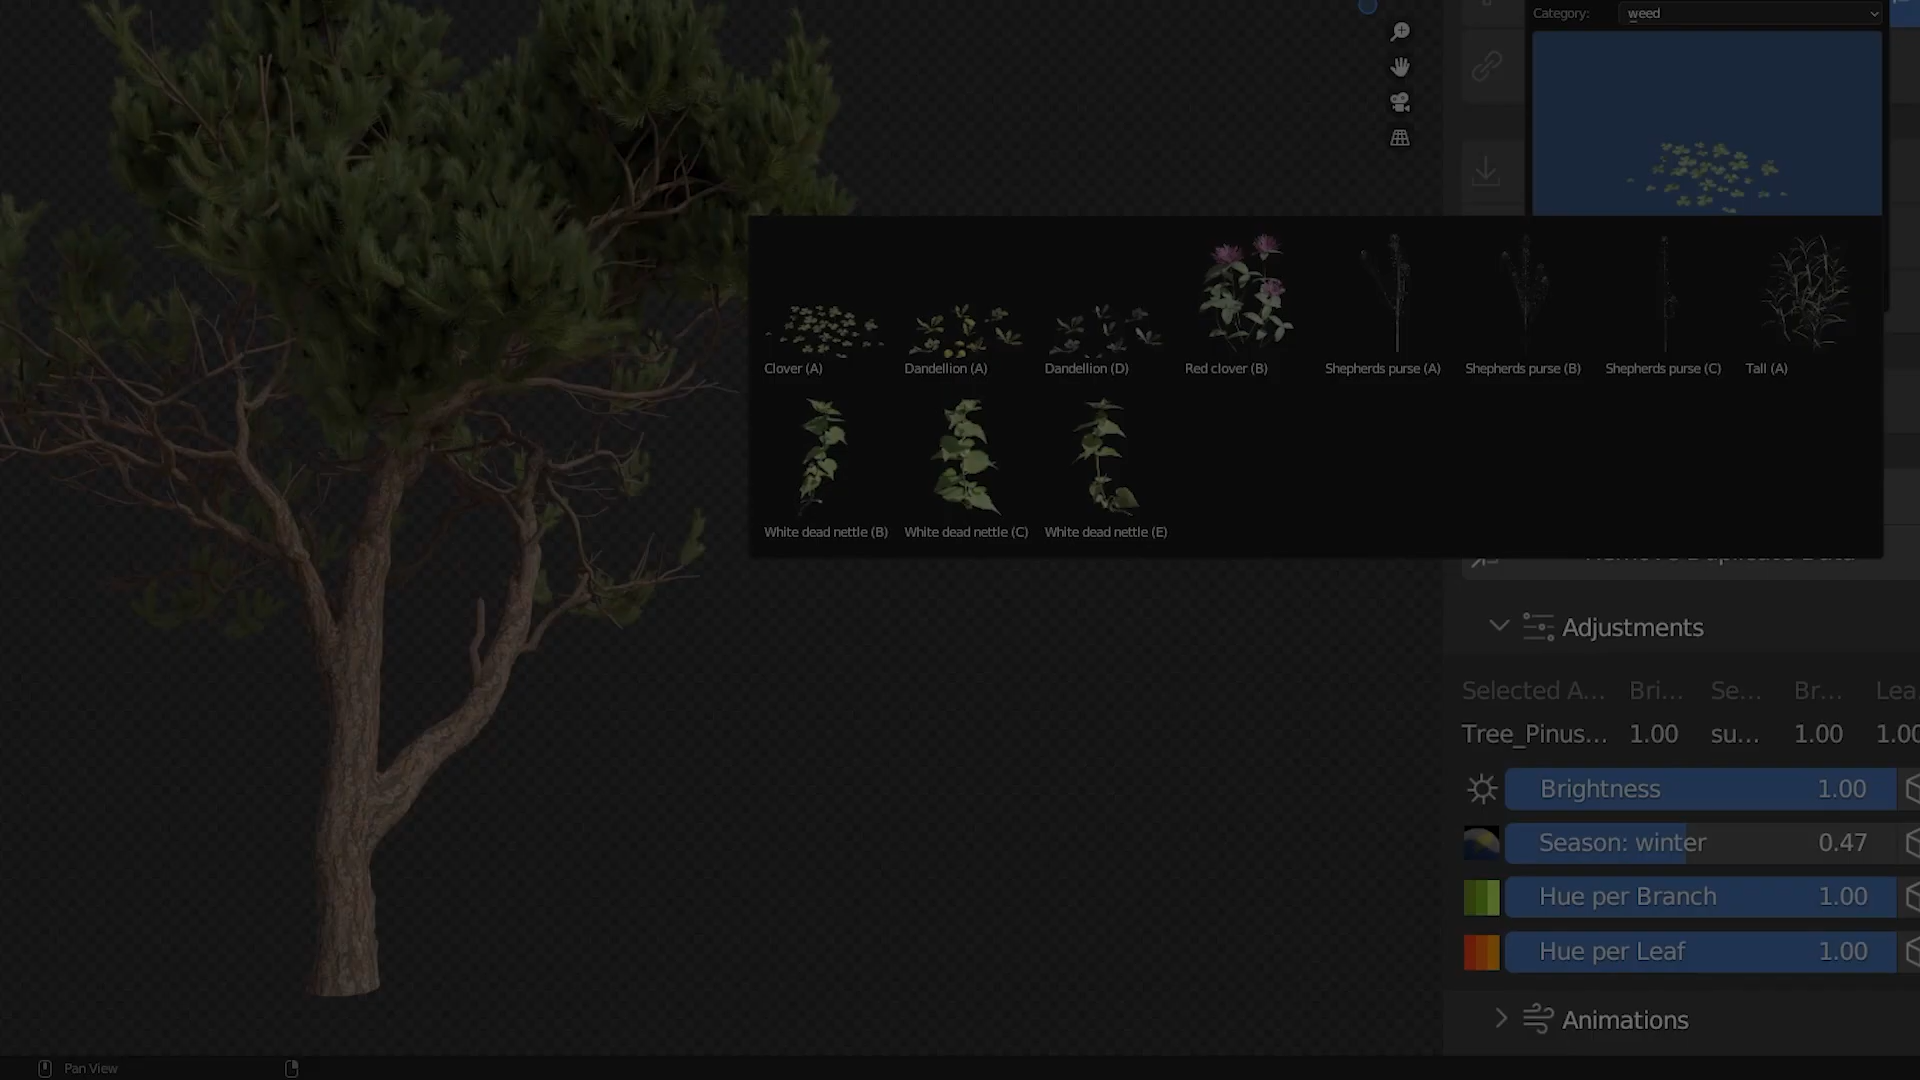 Category: weed
Clover (A) Dandellion (A) Dandellion (D) Red clover (B) Shepherds purse (A) Shepherds purse (B) Shepherds purse (C) Tall (A)
White dead nettle (B) White dead nettle (C) White dead nettle (E)
Adjustments
Selected A... Bri... Se... Br... Lea
Tree_Pinus... 1.00 su... 1.00 1.00
Brightness 1.00
Season: winter 0.47
Hue per Branch 1.00
Hue per Leaf 1.00
Animations
Pan View